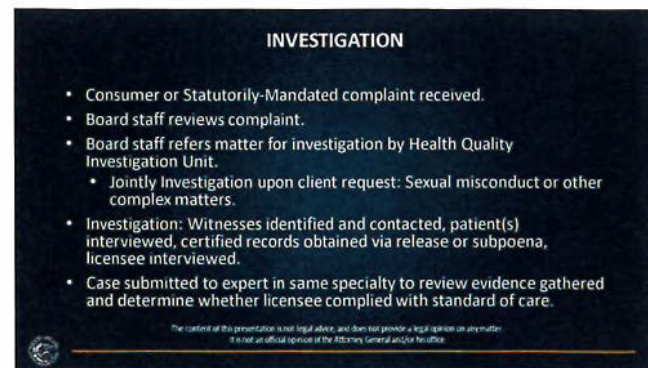 INVESTIGATION
• Consumer or Statutorily-Mandated complaint received.
• Board staff reviews complaint.
• Board staff refers matter for investigation by Health Quality
Investigation Unit.
• Jointly Investigation upon client request: Sexual misconduct or other
complex matters.
• Investigation: Witnesses identified and contacted, patient(s)
interviewed, certified records obtained via release or subpoena,
licensee interviewed.
• Case submitted to expert in same specialty to review evidence gathered
and determine whether licensee complied with standard of care.
The content of this presentation is not legal advice, and does not provide a legal opinion on any matter.
It is not an official opinion of the Attorney General and/or his office